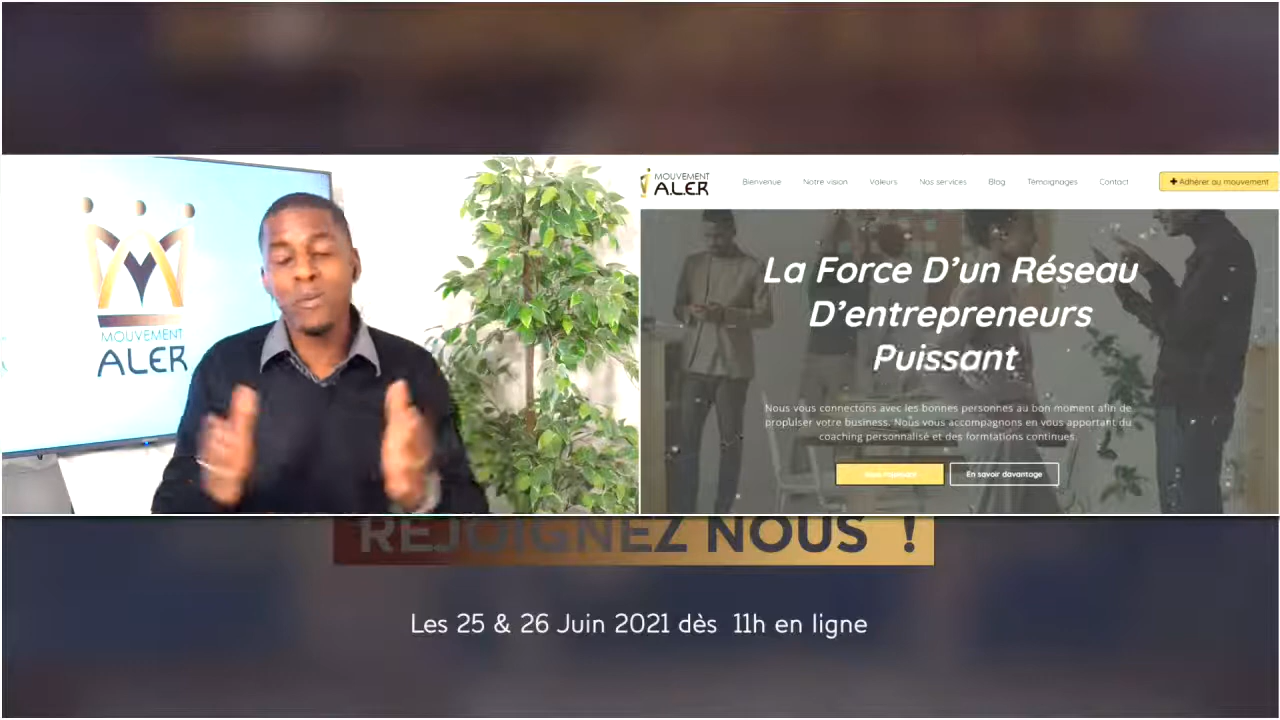 MOUVEMENT
ALER
MOUVEMENT
ALER
Bienvenue
Notre vision
Valeurs
Nos services
Blog
Témoignages
Contact
Adhérer au mouvement
La Force D'un Réseau
D'entrepreneurs
Puissant
Nous vous connectons avec les bonnes personnes au bon moment afin de
propulser votre business. Nous vous accompagnons en vous apportant du
coaching personnalisé et des formtations continues.
En savoir davantage
REJOIGNEZ NOUS !
Les 25 & 26 Juin 2021 dès 11h en ligne